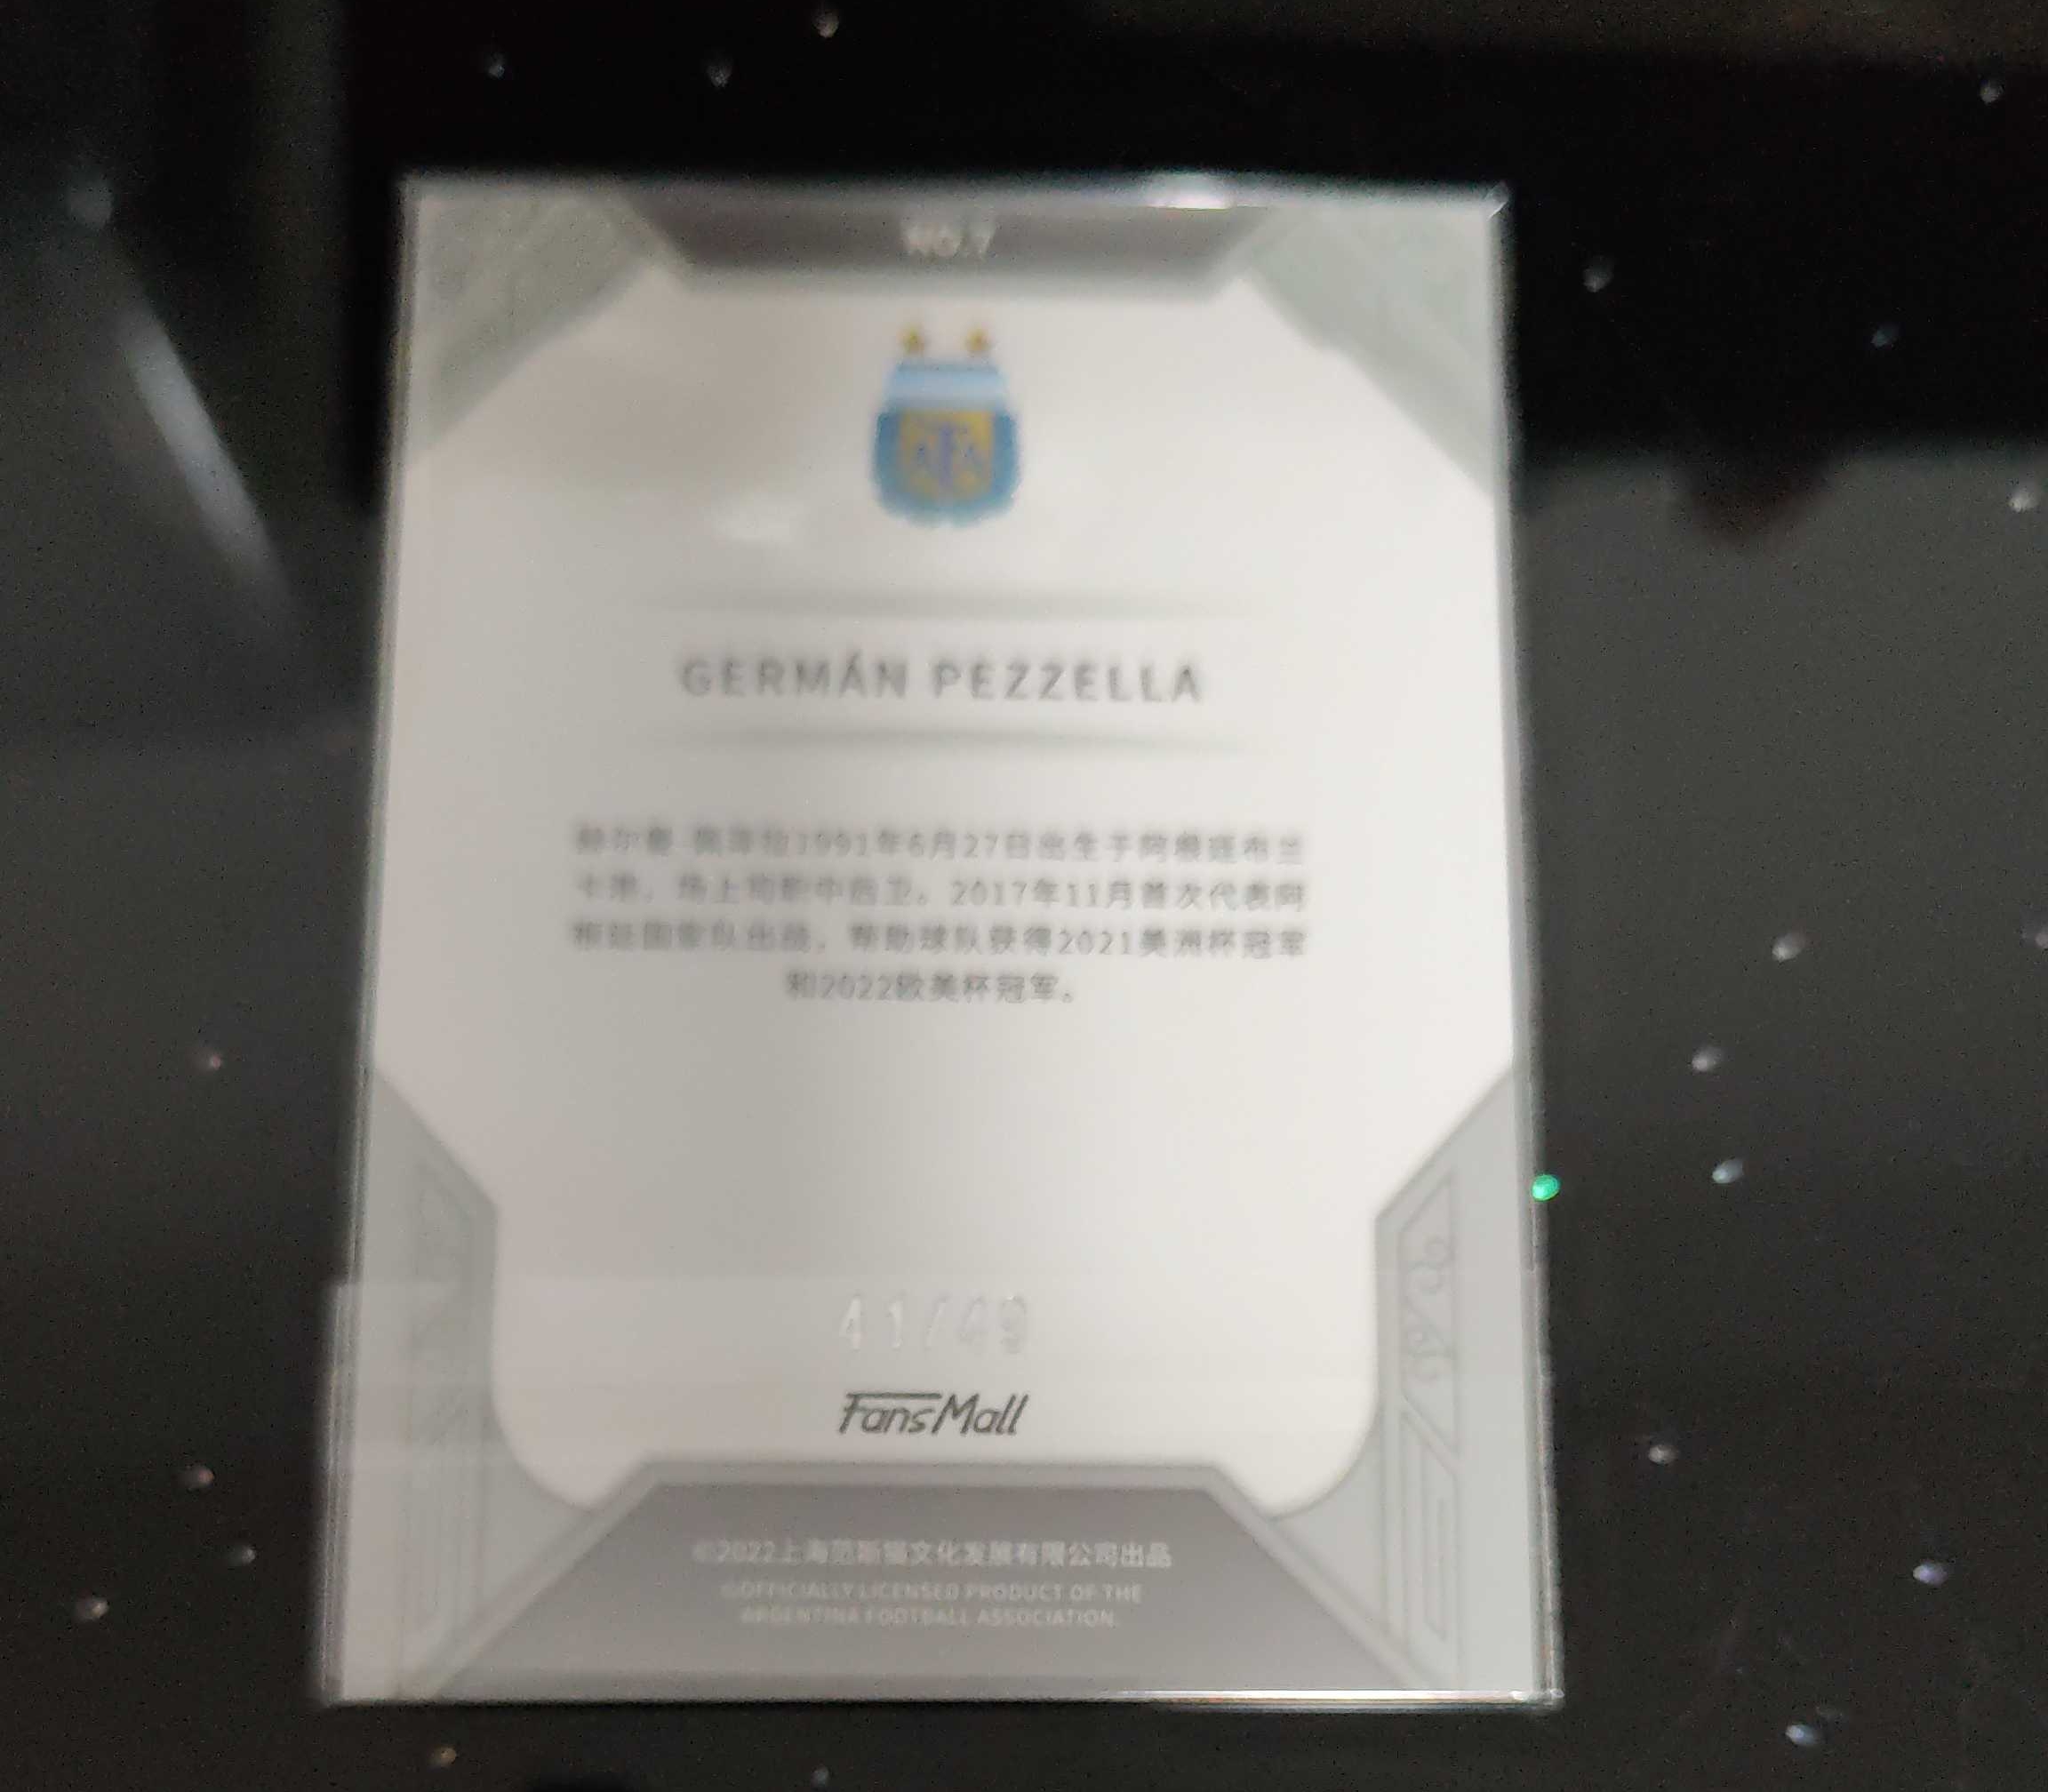 NO.7
AFA
GERMÁN PEZZELLA
赫尔曼·佩泽拉1991年6月27日出生于阿根廷布兰
卡港，场上司职中后卫。2017年11月首次代表阿
根廷国家队出战，帮助球队获得2021美洲杯冠军
和2022欧美杯冠军。
41/49
FansMall
©2022上海范斯猫文化发展有限公司出品
©OFFICIALLY LICENSED PRODUCT OF THE
ARGENTINA FOOTBALL ASSOCIATION.